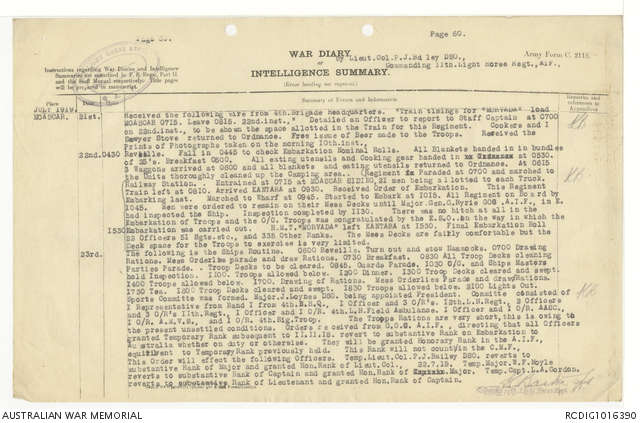 Page 60.
Page 60.
WAR DIARY
By Lieut.Col.P.J.Bailey DSO.
Commanding 11th.Light Horse Regt., AIF.
or
INTELLIGENCE SUMMARY.
(Erase heading not required)
Army Form C. 2118.
Instructions regarding War Diaries and Intelligence
Summaries are contained in F. S. Regs., Part II.
and the Staff Manual respectively. Title pages
will be prepared in manuscript.
Place
Summary of Events and Information
Remarks and
references to
Appendices
JULY 1919.
MOASCAR. 21st. Received the following wire from 4th.Brigade headquarters. "Train timings for "MORVADA" load
MOASCAR 0715. Leave 0815. 22nd.inst.," Detailed an Officer to report to Staff Captain at 0700
on 22nd.inst., to be shown the space allotted in the Train for this Regiment. Cookers and 1
Sawyer Stove returned to Ordnance. Free issue of Beer made to the Troops. Received the
Prints of Photographs taken on the morning 10th.inst.,
22nd.0430 Reveille. Fall in 0445 to check Embarkation Nominal Rolls. All Blankets handed in in bundles
of 25's. Breakfast 0500. All eating utensils and Cooking gear handed in at 0530.
3 Waggons arrived at 0600 and all blankets and eating utensils returned to Ordnance. At 0615
the Units thoroughly cleaned up the Camping area.. Regiment Paraded at 0700 and marched to
Railway Station. Entrained at 0715 at MOASCAR SIDING, 21 men being allotted to each Truck.
Train left at 0810. Arrived KANTARA at 0930. Received Order of Embarkation. This Regiment
Embarking last. Marched to Wharf at 0945. Started to Embark at 1015. All Regiment on Board by
1045. Men were ordered to remain on their Mess Decks until Major Gen.C.Ryrie GOC ,A.I.F., in E.
had inspected the Ship. Inspection completed by 1130. There was no hitch at all in the
Embarkation of Troops and the O/C. Troops was congratulated by the E.S.O. on the way in which the
Embarkation was carried out.
1530 H.M.T."MORVADA" left KANTARA at 1530. Final Embarkation Roll
23 Officers 51 Sgts.etc., and 335 Other Ranks. The Mess Decks are fairly comfortable but the
Deck space for the Troops to exercise is very limited.
23rd. The following is the Ships Routine. 0600 Reveille. Turn out and stow Hammocks. 0700 Drawing
Rations. Mess Orderlies parade and draw Rations. 0730 Breakfast. 0830 All Troop Decks cleaning
Parties Parade. Troop Decks to be cleared. 0845. Guards Parade. 1030 O/C. and Ships Masters
hold Inspection. 1100. Troops allowed below. 1200 Dinner. 1300 Troop Decks cleared and swept.
1400 Troops allowed below. 1700. Drawing of Rations. Mess Orderlies Parade and draw Rations.
1730 Tea. 1800 Troop Decks cleared and swept. 1830 Troops allowed below. 2100 Lights Out.
Sports Committee was formed. Major.J.Loynes DSO. being appointed President. Committe consisted of
1 Representative from Hand 1 from 4th.B.H.Q., 1 Officer and 3 O/R's 12th.L.H.Regt., 2 Officers
and 3 O/R's 11th.Regt., 1 Officer and 1 O/R. 4th.L.H.Field Ambulance. 1 Officer and 1 O/R AASC.,
1 O/R. A.A.V.S., and 1 O/R. 4th.Sig.Troop. The Troops Rations are very short, this is owing to
the present unsettled conditions. Orders received from G.O.C. A.I.F., directing that all Officers
granted Temporary Rank subsequent to 11.11.18. revert to substantive Rank on Embarkation to
Australia whether on duty or otherwise. They will be granted Honorary Rank in the A.I.F.,
equilvent to Temporary Rank previously held. This Rank will not count in the C.M.F.
This Order will effect the following Officers. Temp.Lieut.Col.P.J.Bailey DSO. reverts to
substantive Rank of Major and granted Hon.Rank of Lieut.Col., 22.7.19. Temp.Major.W.F.Moyle
reverts to substantive Rank of Captain and granted Hon.Rank of Major. Temp.Capt.L.A.Gordon.
reverts to substantive Rank of Lieutenant and granted Hon.Rank of Captain.
AUSTRALIAN WAR MEMORIAL
RCDIG1016390